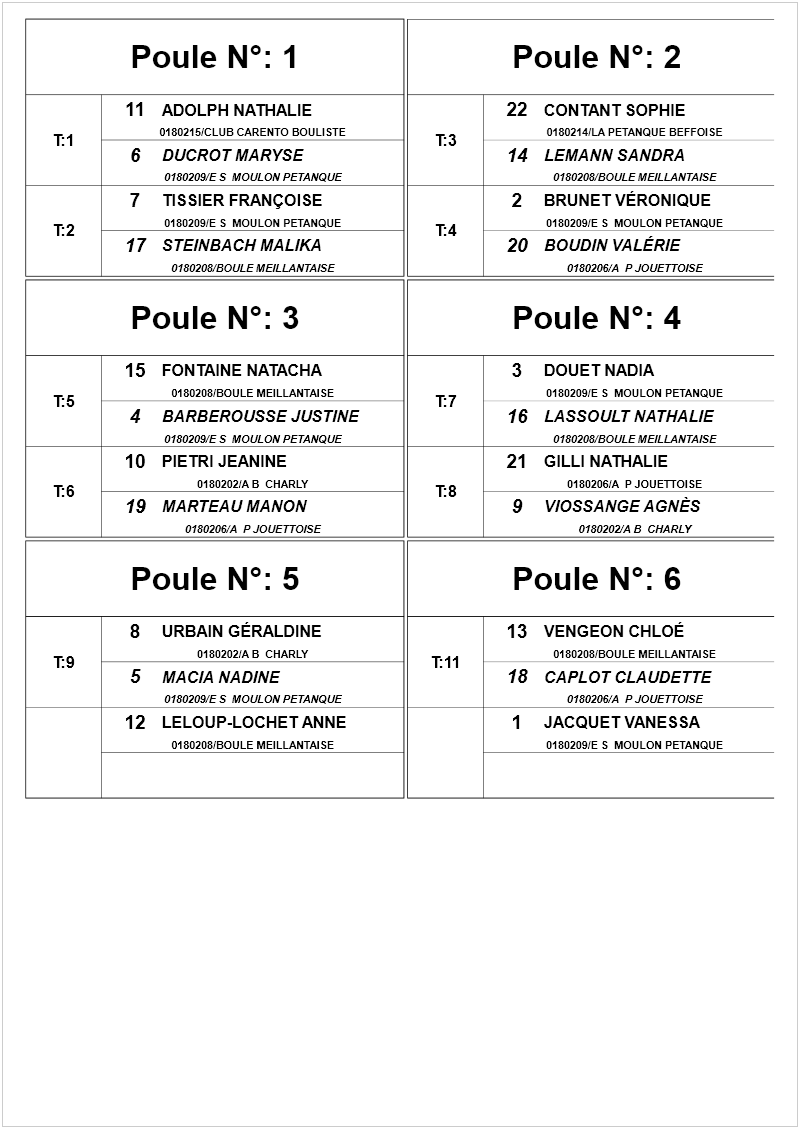 Poule N°: 1
T:1
11 ADOLPH NATHALIE
0180215/CLUB CARENTO BOULISTE
6 DUCROT MARYSE
0180209/E S  MOULON PETANQUE
T:2
7 TISSIER FRANÇOISE
0180209/E S  MOULON PETANQUE
17 STEINBACH MALIKA
0180208/BOULE MEILLANTAISE
Poule N°: 2
T:3
22 CONTANT SOPHIE
0180214/LA PETANQUE BEFFOISE
14 LEMANN SANDRA
0180208/BOULE MEILLANTAISE
T:4
2 BRUNET VÉRONIQUE
0180209/E S  MOULON PETANQUE
20 BOUDIN VALÉRIE
0180206/A  P JOUETTOISE
Poule N°: 3
T:5
15 FONTAINE NATACHA
0180208/BOULE MEILLANTAISE
4 BARBEROUSSE JUSTINE
0180209/E S  MOULON PETANQUE
T:6
10 PIETRI JEANINE
0180202/A B  CHARLY
19 MARTEAU MANON
0180206/A  P JOUETTOISE
Poule N°: 4
T:7
3 DOUET NADIA
0180209/E S  MOULON PETANQUE
16 LASSOULT NATHALIE
0180208/BOULE MEILLANTAISE
T:8
21 GILLI NATHALIE
0180206/A  P JOUETTOISE
9 VIOSSANGE AGNÈS
0180202/A B  CHARLY
Poule N°: 5
T:9
8 URBAIN GÉRALDINE
0180202/A B  CHARLY
5 MACIA NADINE
0180209/E S  MOULON PETANQUE
12 LELOUP-LOCHET ANNE
0180208/BOULE MEILLANTAISE
Poule N°: 6
T:11
13 VENGEON CHLOÉ
0180208/BOULE MEILLANTAISE
18 CAPLOT CLAUDETTE
0180206/A  P JOUETTOISE
1 JACQUET VANESSA
0180209/E S  MOULON PETANQUE